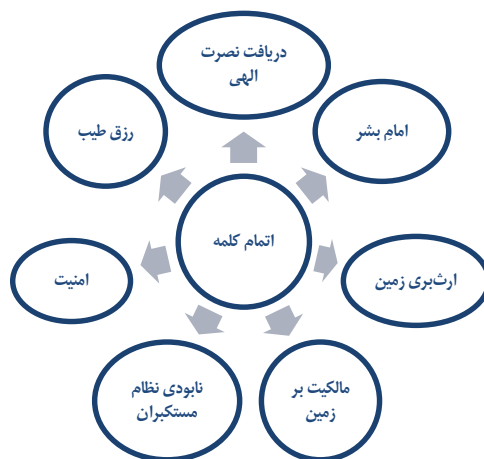 دریافت نصرت
الهی
امامِ بشر
ارث‌بری زمین
مالکیت بر
زمین
نابودی نظام
مستکبران
امنیت
رزق طیب
اتمام کلمه